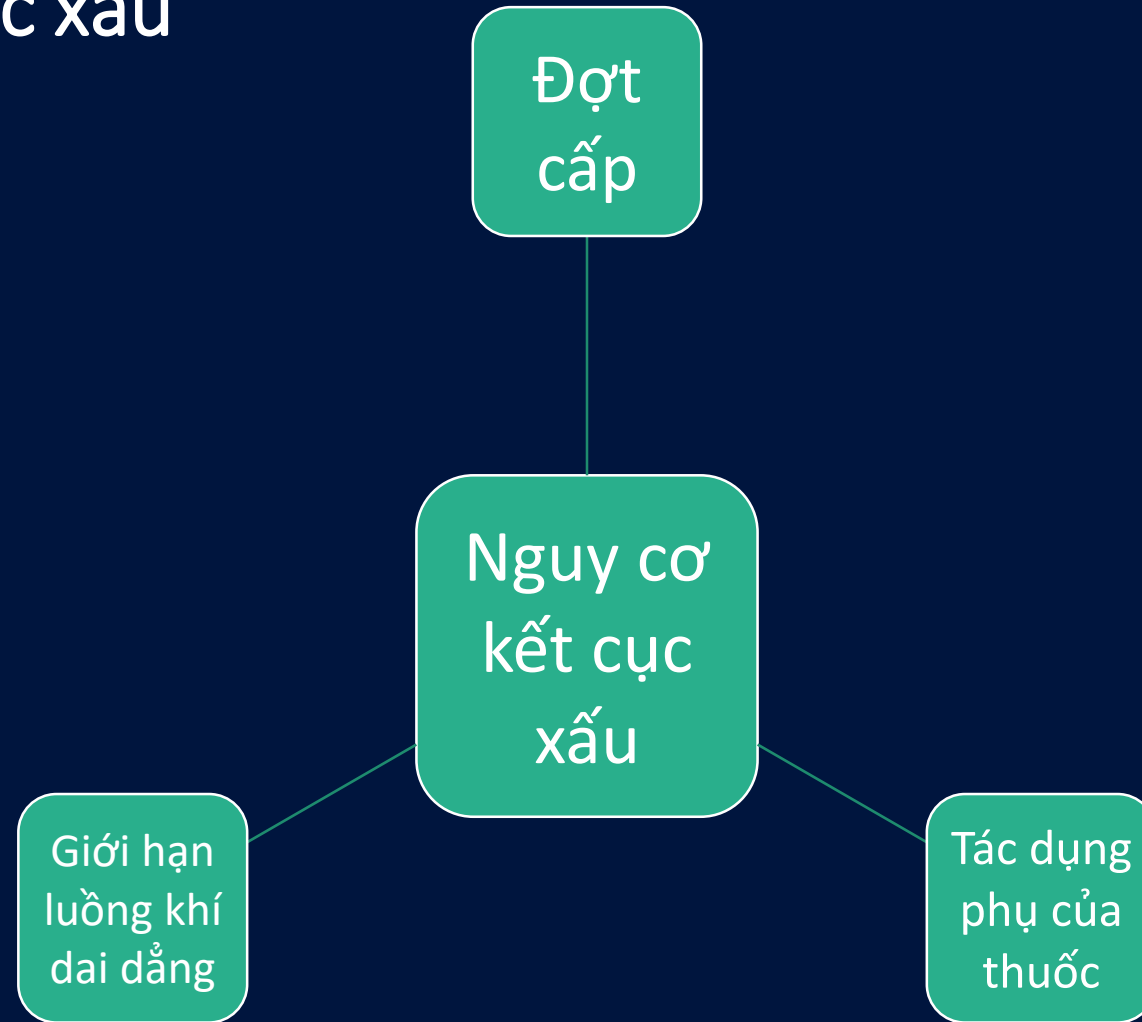 xấu
Đợt
cấp
Nguy cơ
kết cục
xấu
Giới hạn
luồng khí
dai dẳng
Tác dụng
phụ của
thuốc